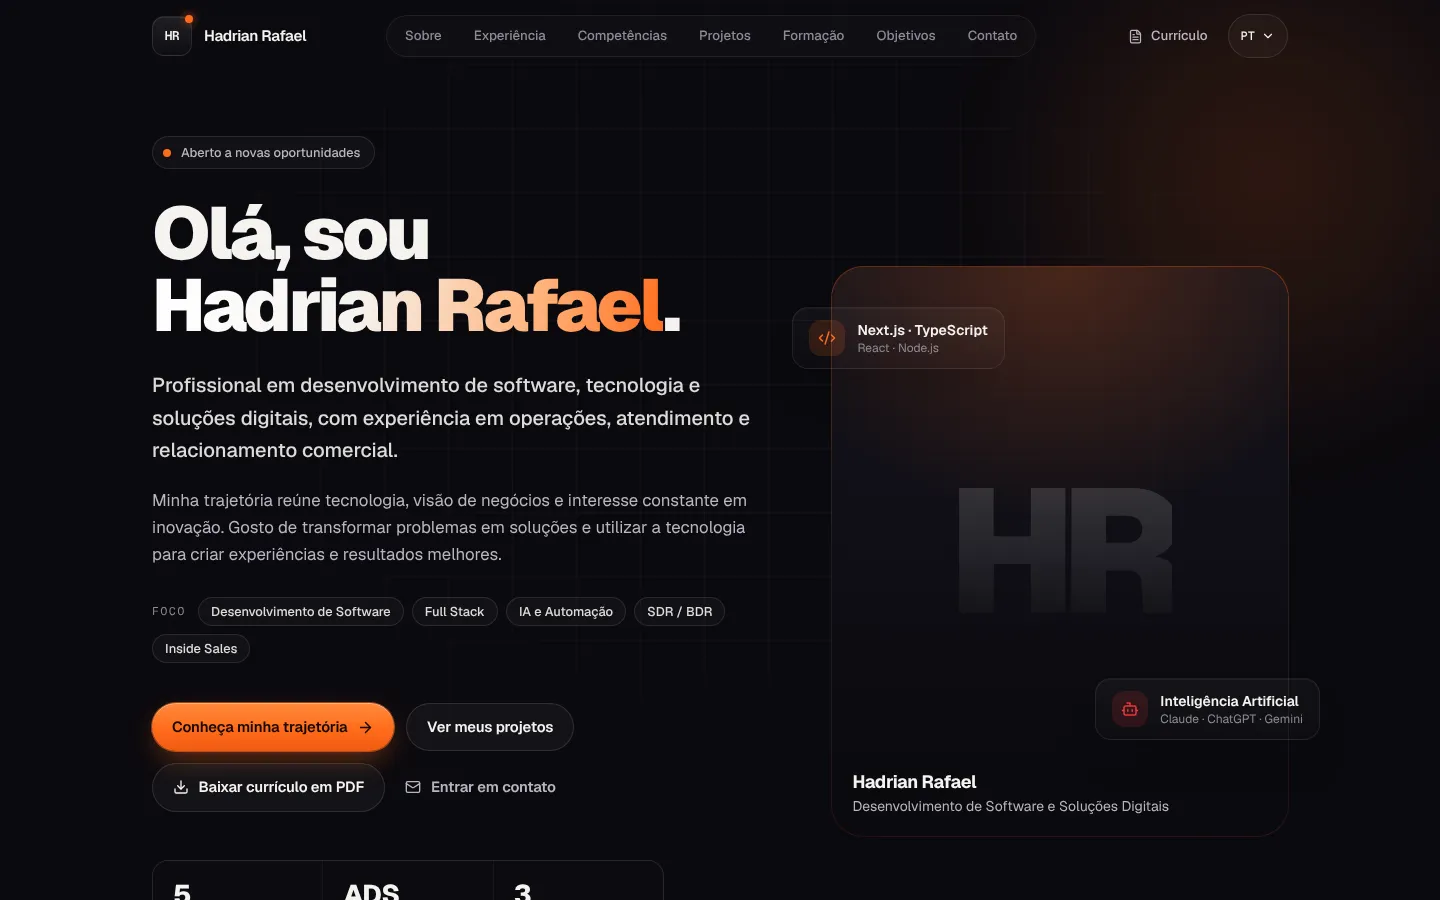 HR
Hadrian Rafael
Sobre
Experiência
Competências
Projetos
Formação
Objetivos
Contato
Currículo
PT
Aberto a novas oportunidades
Olá, sou
Hadrian Rafael.
Profissional em desenvolvimento de software, tecnologia e
soluções digitais, com experiência em operações, atendimento e
relacionamento comercial.
Minha trajetória reúne tecnologia, visão de negócios e interesse constante em
inovação. Gosto de transformar problemas em soluções e utilizar a tecnologia
para criar experiências e resultados melhores.
FOCO
Desenvolvimento de Software
Full Stack
IA e Automação
SDR / BDR
Inside Sales
Conheça minha trajetória
Ver meus projetos
Baixar currículo em PDF
Entrar em contato
5
ADS
3
Next.js · TypeScript
React · Node.js
HR
Inteligência Artificial
Claude · ChatGPT · Gemini
Hadrian Rafael
Desenvolvimento de Software e Soluções Digitais